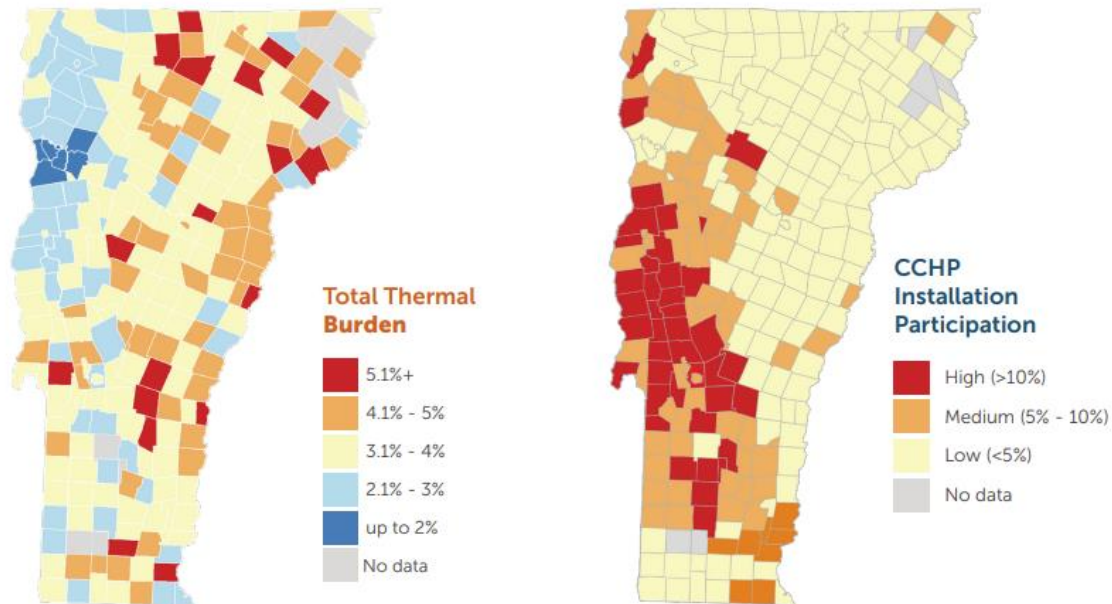 Total Thermal
Burden
5.1%+
4.1% - 5%
3.1% - 4%
2.1% - 3%
up to 2%
No data
CCHP
Installation
Participation
High (>10%)
Medium (5% - 10%)
Low (<5%)
No data